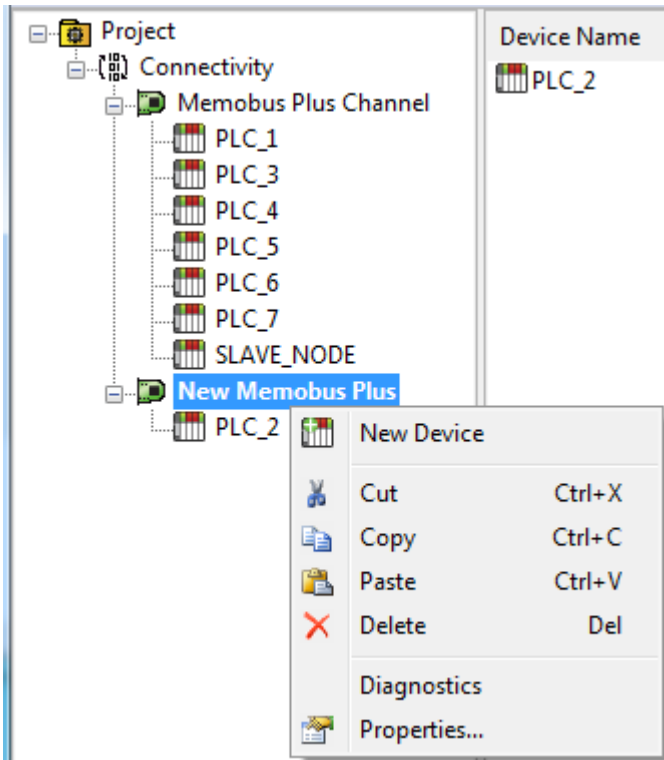 Project
Connectivity
Memobus Plus Channel
PLC_1
PLC_3
PLC_4
PLC_5
PLC_6
PLC_7
SLAVE_NODE
New Memobus Plus
PLC_2
Device Name
PLC_2
New Device
Cut Ctrl+X
Copy Ctrl+C
Paste Ctrl+V
Delete Del
Diagnostics
Properties...